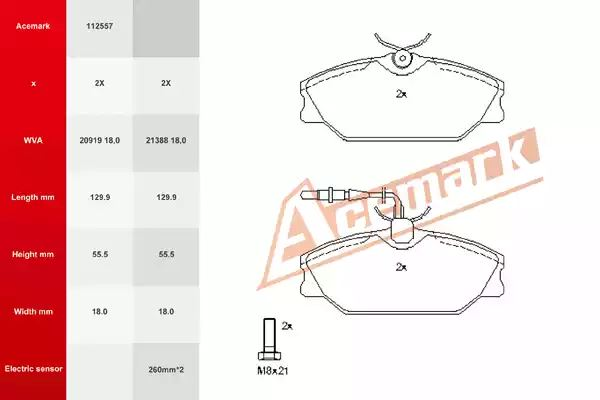 Acemark 112557
x 2X 2X
WVA 20919 18,0 21388 18,0
Length mm 129.9 129.9
Height mm 55.5 55.5
Width mm 18.0 18.0
Electric sensor 260mm*2
2x
Acemark
2x
2x
M8x21